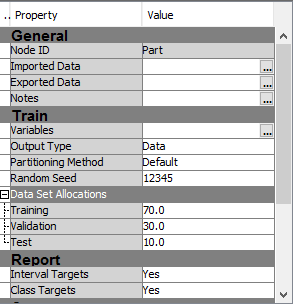 .. Property Value
General
Node ID Part
Imported Data ...
Exported Data ...
Notes ...
Train
Variables ...
Output Type Data
Partitioning Method Default
Random Seed 12345
Data Set Allocations
Training 70.0
Validation 30.0
Test 10.0
Report
Interval Targets Yes
Class Targets Yes